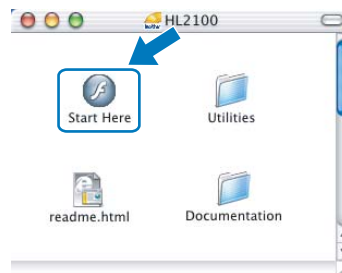 HL2100
Start Here
Utilities
readme.html
Documentation